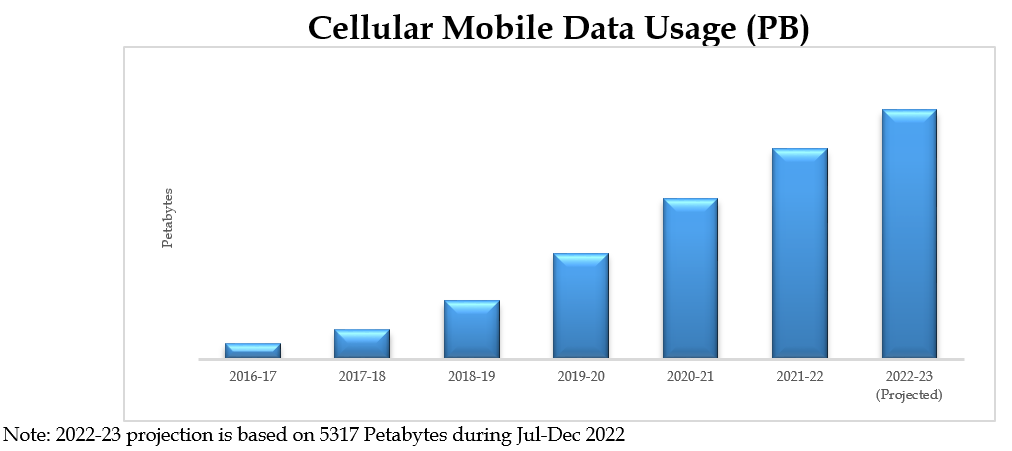 Cellular Mobile Data Usage (PB)
Petabytes
2016-17
2017-18
2018-19
2019-20
2020-21
2021-22
2022-23
(Projected)
Note: 2022-23 projection is based on 5317 Petabytes during Jul-Dec 2022